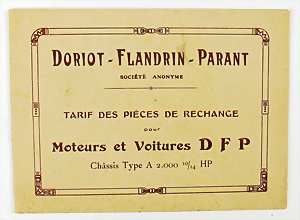 DORIOT - FLANDRIN - PARANT
SOCIÉTÉ ANONYME
TARIF DES PIÈCES DE RECHANGE
pour
Moteurs et Voitures D F P
Châssis Type A 2.000 10/14 HP